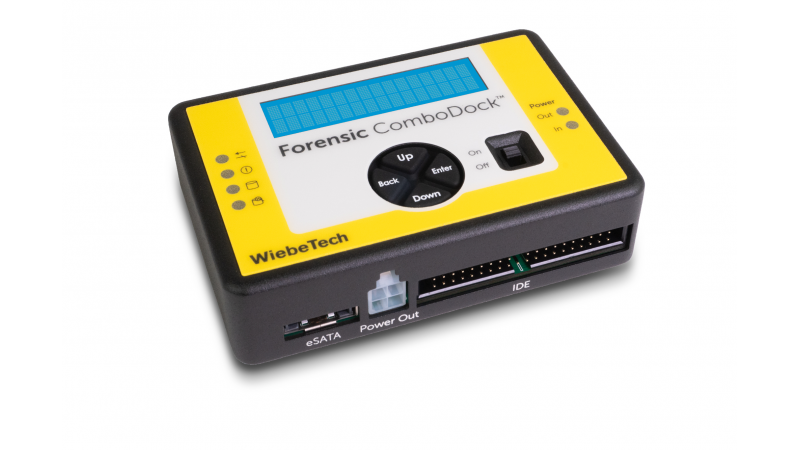 Forensic ComboDock™
Up
Back
Enter
Down
On
Off
Power
Out
In
WiebeTech
eSATA
Power Out
IDE